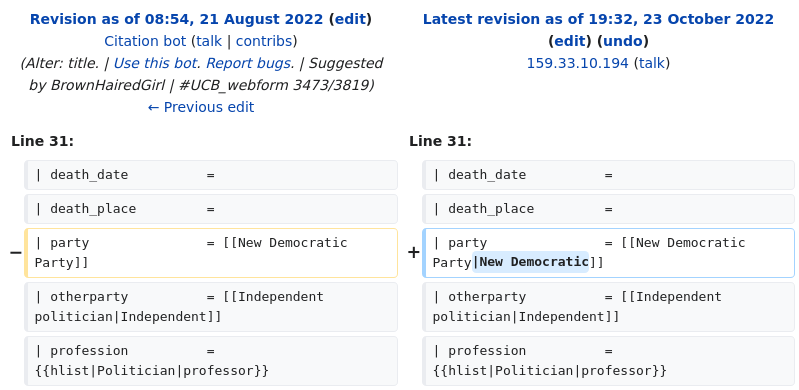 Revision as of 08:54, 21 August 2022 (edit)
Citation bot (talk | contribs)
(Alter: title. | Use this bot. Report bugs. | Suggested
by BrownHairedGirl | #UCB_webform 3473/3819)
← Previous edit
Latest revision as of 19:32, 23 October 2022
(edit) (undo)
159.33.10.194 (talk)
Line 31:
| death_date          =
| death_place         =
− | party               = [[New Democratic
Party]]
| otherparty          = [[Independent
politician|Independent]]
| profession          =
{{hlist|Politician|professor}}
Line 31:
| death_date          =
| death_place         =
+ | party               = [[New Democratic
Party|New Democratic]]
| otherparty          = [[Independent
politician|Independent]]
| profession          =
{{hlist|Politician|professor}}